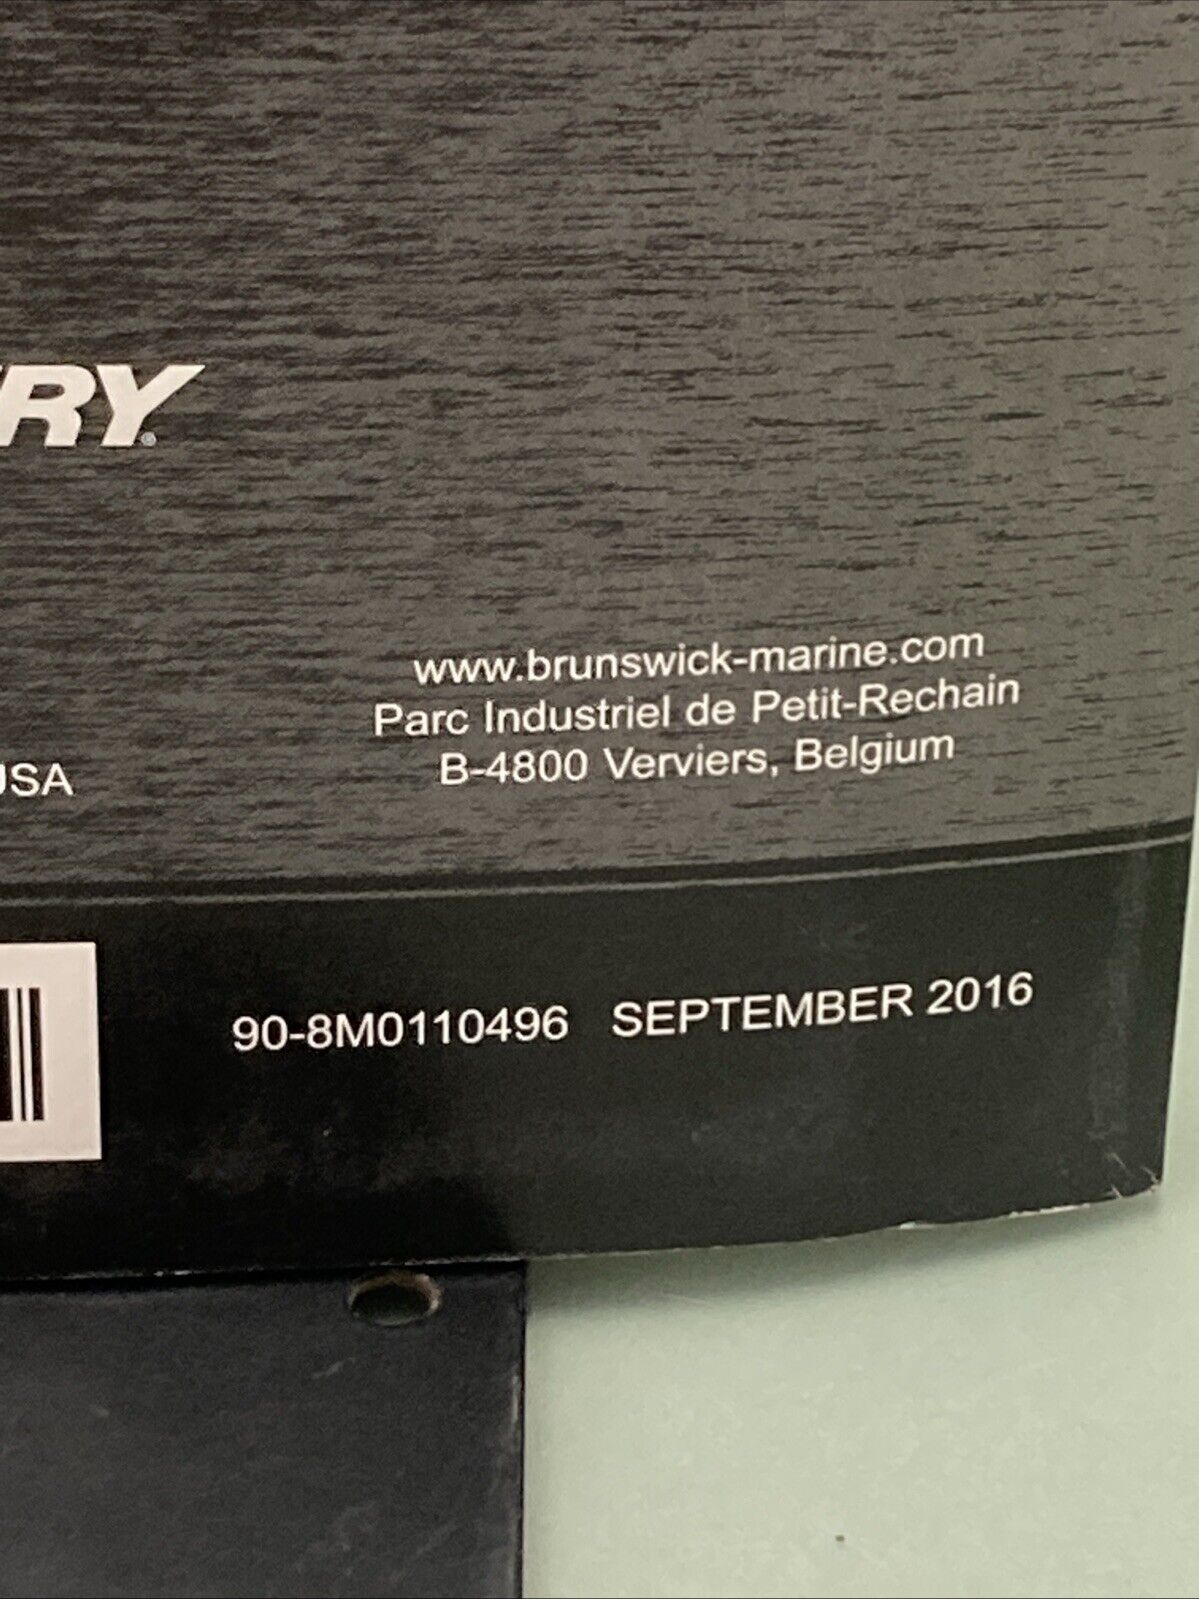 RY®
www.brunswick-marine.com
Parc Industriel de Petit-Rechain
B-4800 Verviers, Belgium
USA
90-8M0110496 SEPTEMBER 2016